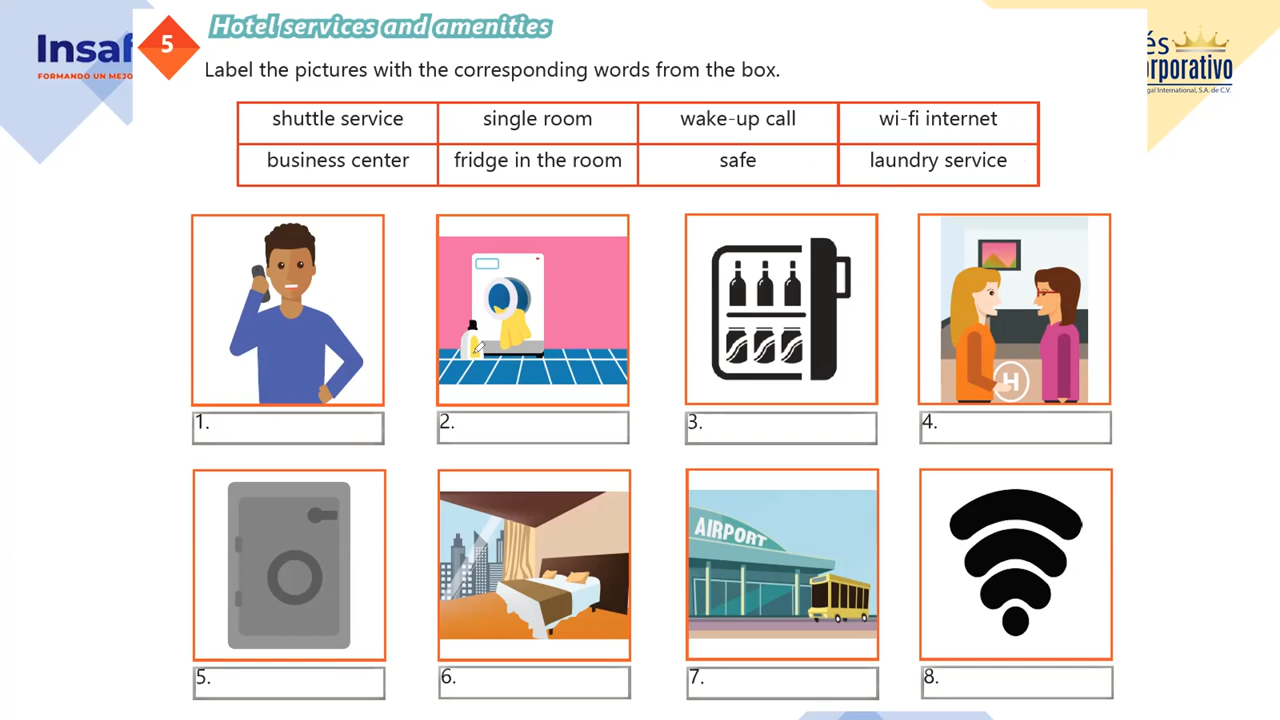 Hotel services and amenities
Insaf
FORMANDO UN MEJO
5
és
orporativo
gal International, S.A. de C.V.
Label the pictures with the corresponding words from the box.
shuttle service single room wake-up call wi-fi internet
business center fridge in the room safe laundry service
H
1. 2. 3. 4.
AIRPORT
5. 6. 7. 8.